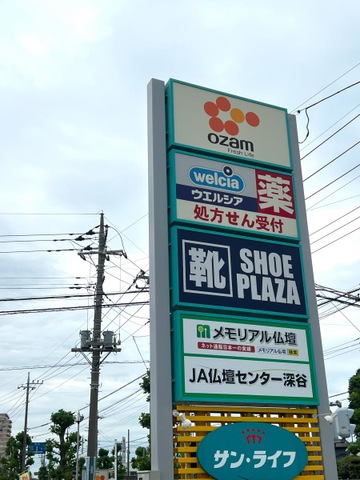 ozam
Fresh Life
welcia
ウエルシア
薬
処方せん受付
靴
SHOE
PLAZA
メモリアル仏壇
ネット通販日本一の実績
メモリアル仏壇 検索
JA仏壇センター深谷
サン・ライフ